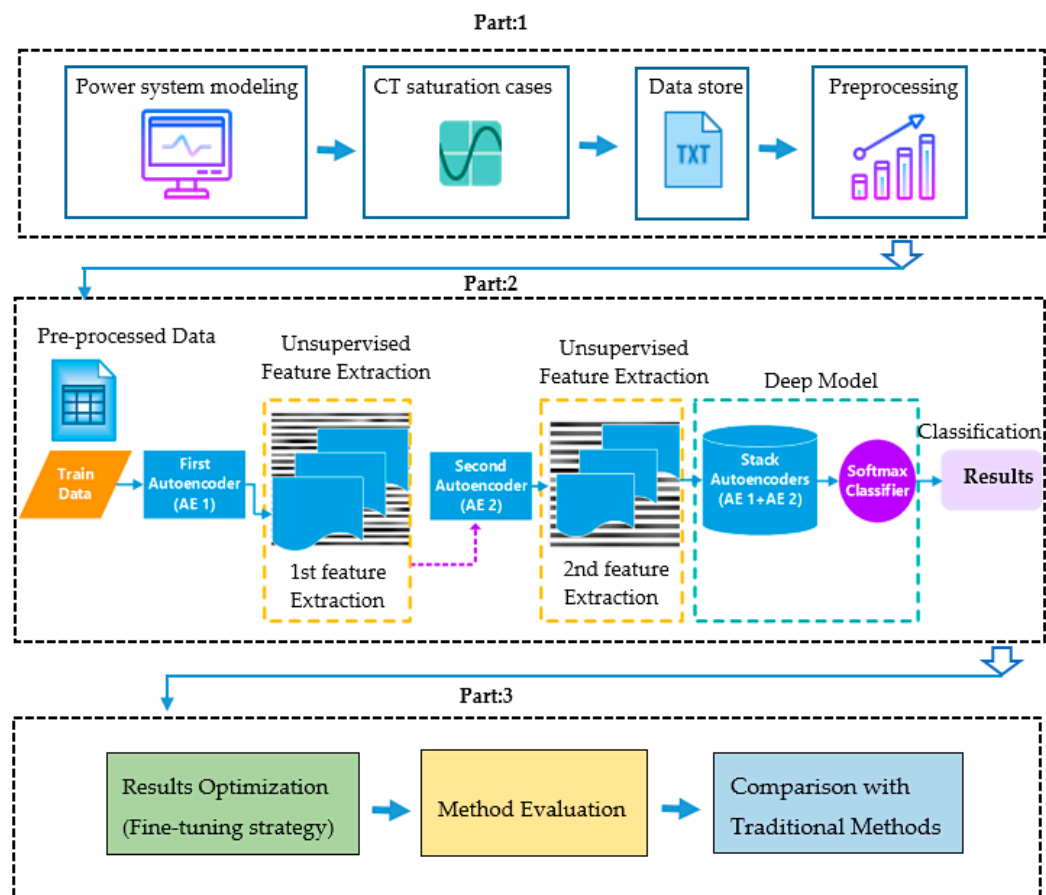 Part:1
Power system modeling
CT saturation cases
Data store
TXT
Preprocessing
Part:2
Pre-processed Data
Train
Data
First
Autoencoder
(AE 1)
Unsupervised
Feature Extraction
1st feature
Extraction
Second
Autoencoder
(AE 2)
Unsupervised
Feature Extraction
2nd feature
Extraction
Deep Model
Stack
Autoencoders
(AE 1+AE 2)
Softmax
Classifier
Classification
Results
Part:3
Results Optimization
(Fine-tuning strategy)
Method Evaluation
Comparison with
Traditional Methods